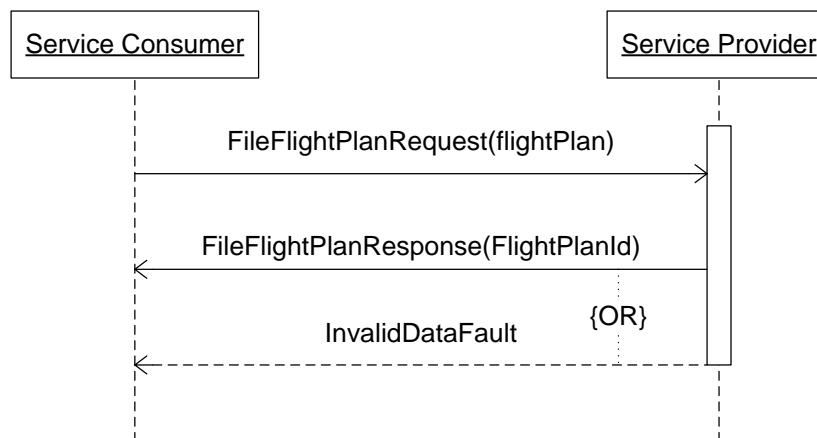 Service Consumer
Service Provider
FileFlightPlanRequest(flightPlan)
FileFlightPlanResponse(FlightPlanId)
{OR}
InvalidDataFault